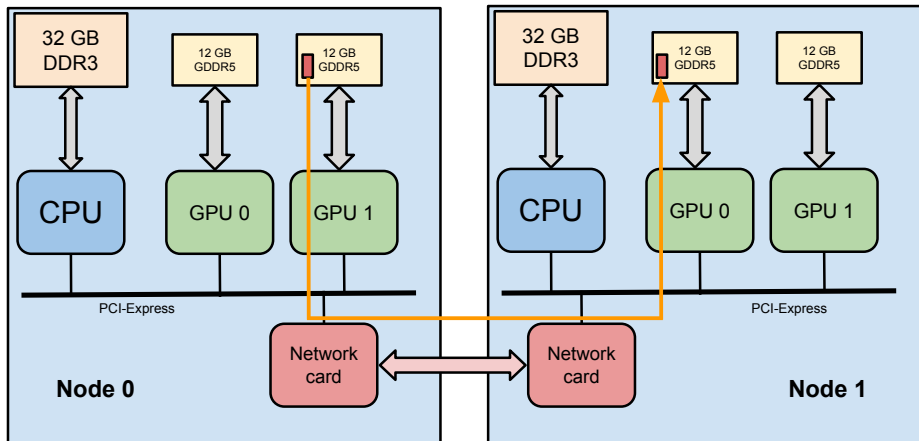 32 GB
DDR3
12 GB
GDDR5
12 GB
GDDR5
CPU
GPU 0
GPU 1
PCI-Express
Network
card
Node 0
32 GB
DDR3
12 GB
GDDR5
12 GB
GDDR5
CPU
GPU 0
GPU 1
PCI-Express
Network
card
Node 1